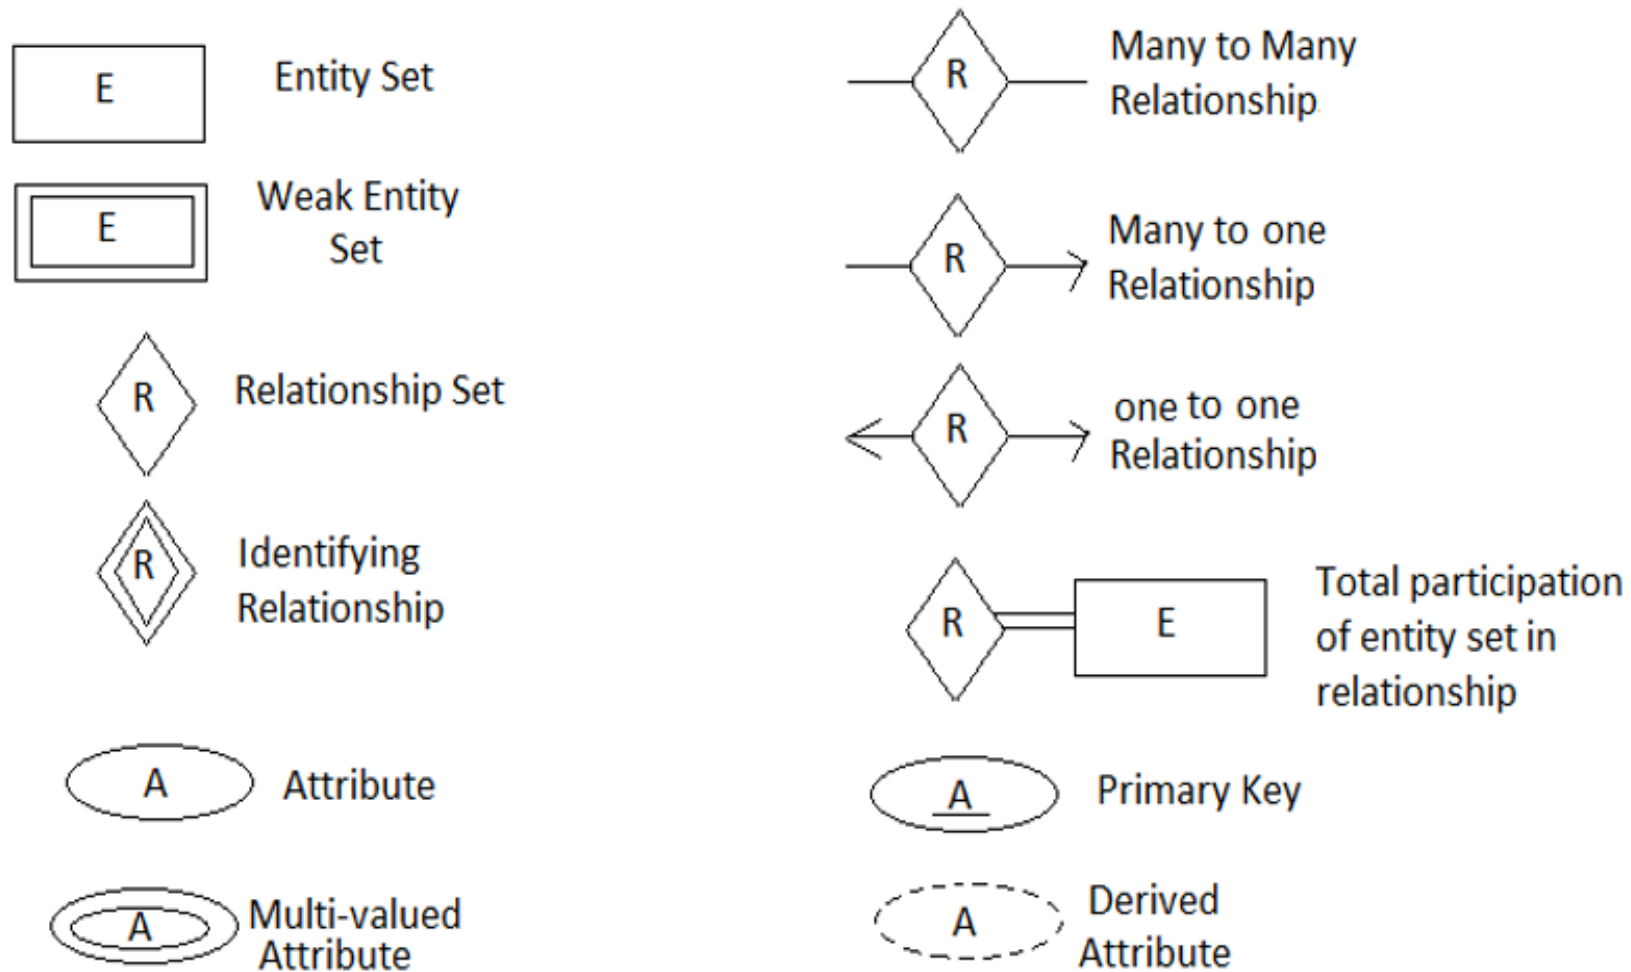 E
Entity Set
E
Weak Entity
Set
R
Relationship Set
R
Identifying
Relationship
A
Attribute
A
Multi-valued
Attribute
R
Many to Many
Relationship
R
Many to one
Relationship
R
one to one
Relationship
R
E
Total participation
of entity set in
relationship
A
Primary Key
A
Derived
Attribute